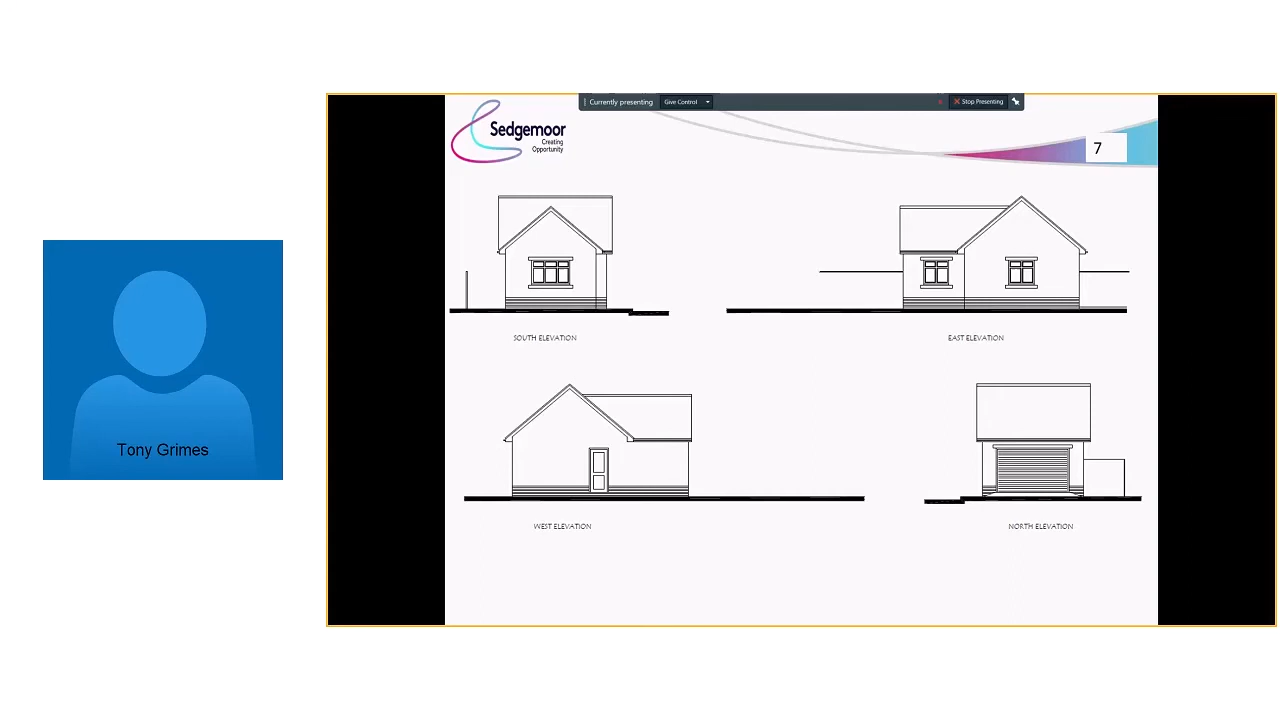 Currently presenting
Give Control
Stop Presenting
Sedgemoor
Creating
Opportunity
7
SOUTH ELEVATION
EAST ELEVATION
Tony Grimes
WEST ELEVATION
NORTH ELEVATION